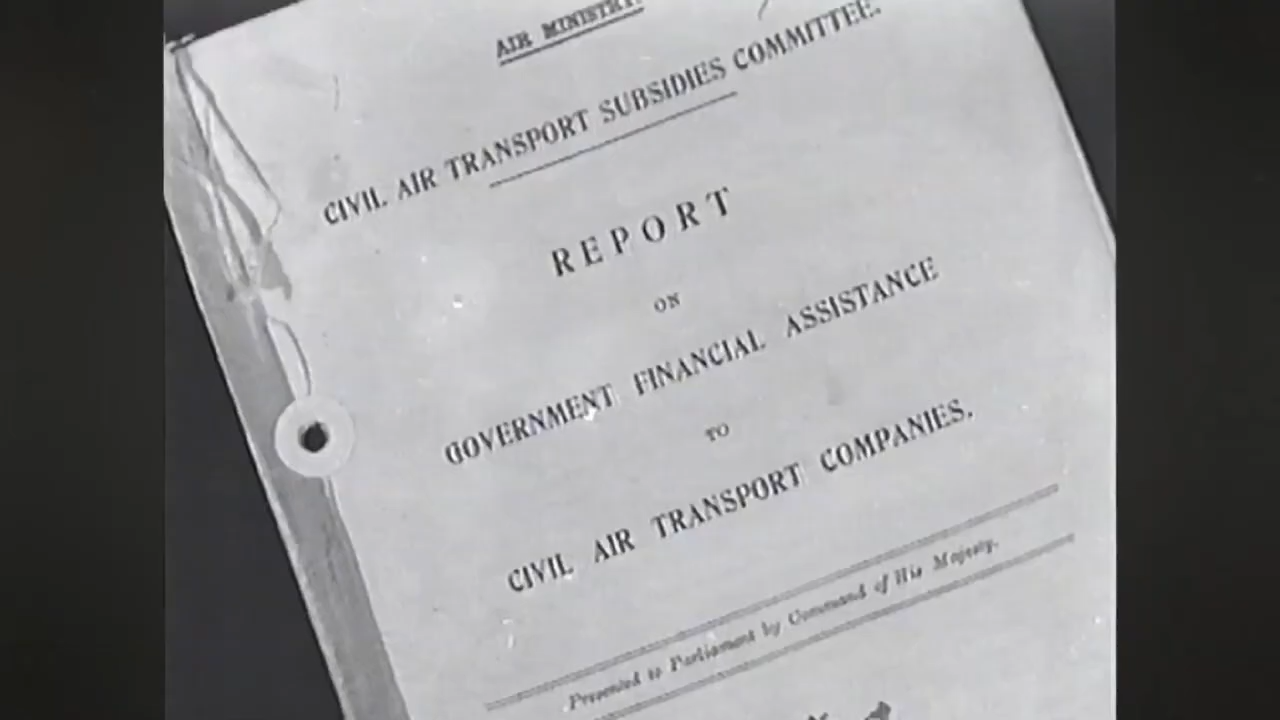 AIR MINISTRY.
CIVIL AIR TRANSPORT SUBSIDIES COMMITTEE.
REPORT
ON
GOVERNMENT FINANCIAL ASSISTANCE
TO
CIVIL AIR TRANSPORT COMPANIES.
Presented to Parliament by Command of His Majesty.